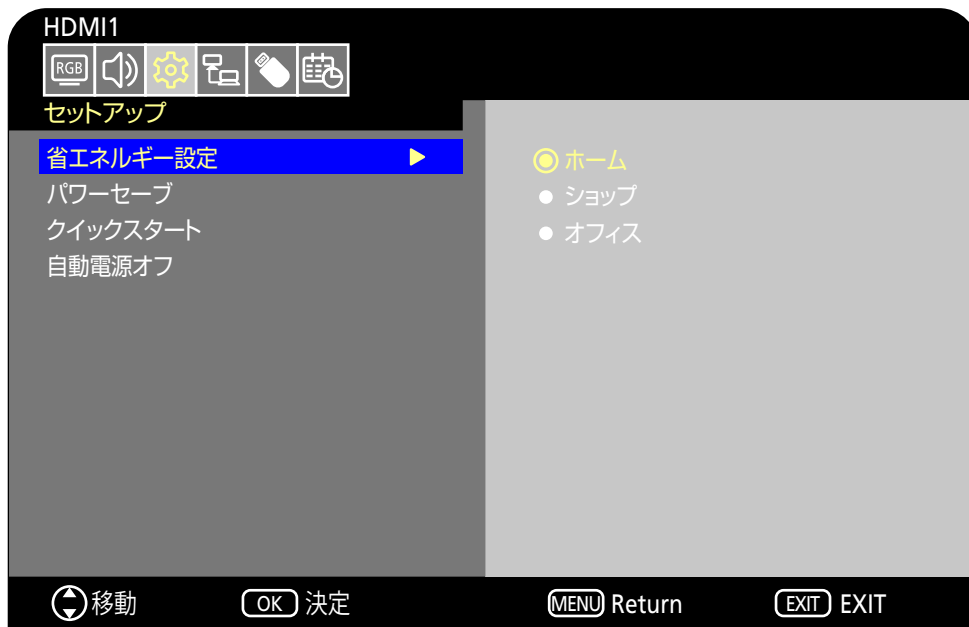 HDMI1
RGB
セットアップ
省エネルギー設定
パワーセーブ
クイックスタート
自動電源オフ
ホーム
ショップ
オフィス
移動 OK 決定 MENU Return EXIT EXIT